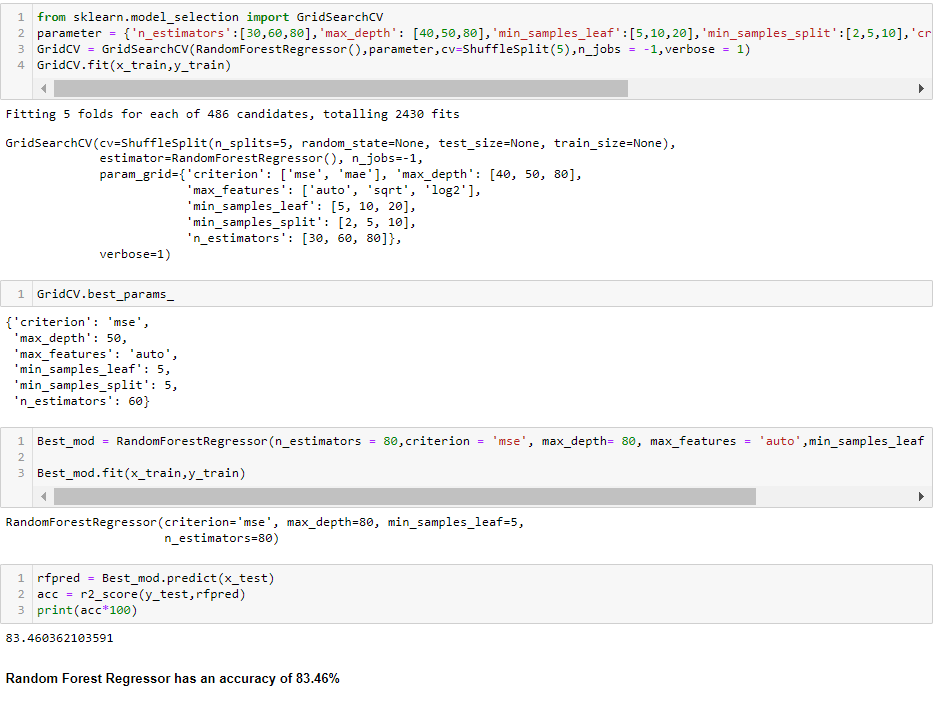 1 from sklearn.model_selection import GridSearchCV
2 parameter = {'n_estimators':[30,60,80],'max_depth': [40,50,80],'min_samples_leaf':[5,10,20],'min_samples_split':[2,5,10],'cr
3 GridCV = GridSearchCV(RandomForestRegressor(),parameter,cv=ShuffleSplit(5),n_jobs = -1,verbose = 1)
4 GridCV.fit(x_train,y_train)
Fitting 5 folds for each of 486 candidates, totalling 2430 fits
GridSearchCV(cv=ShuffleSplit(n_splits=5, random_state=None, test_size=None, train_size=None),
estimator=RandomForestRegressor(), n_jobs=-1,
param_grid={'criterion': ['mse', 'mae'], 'max_depth': [40, 50, 80],
'max_features': ['auto', 'sqrt', 'log2'],
'min_samples_leaf': [5, 10, 20],
'min_samples_split': [2, 5, 10],
'n_estimators': [30, 60, 80]},
verbose=1)
1 GridCV.best_params_
{'criterion': 'mse',
'max_depth': 50,
'max_features': 'auto',
'min_samples_leaf': 5,
'min_samples_split': 5,
'n_estimators': 60}
1 Best_mod = RandomForestRegressor(n_estimators = 80,criterion = 'mse', max_depth= 80, max_features = 'auto',min_samples_leaf
2
3 Best_mod.fit(x_train,y_train)
RandomForestRegressor(criterion='mse', max_depth=80, min_samples_leaf=5,
n_estimators=80)
1 rfpred = Best_mod.predict(x_test)
2 acc = r2_score(y_test,rfpred)
3 print(acc*100)
83.460362103591
Random Forest Regressor has an accuracy of 83.46%